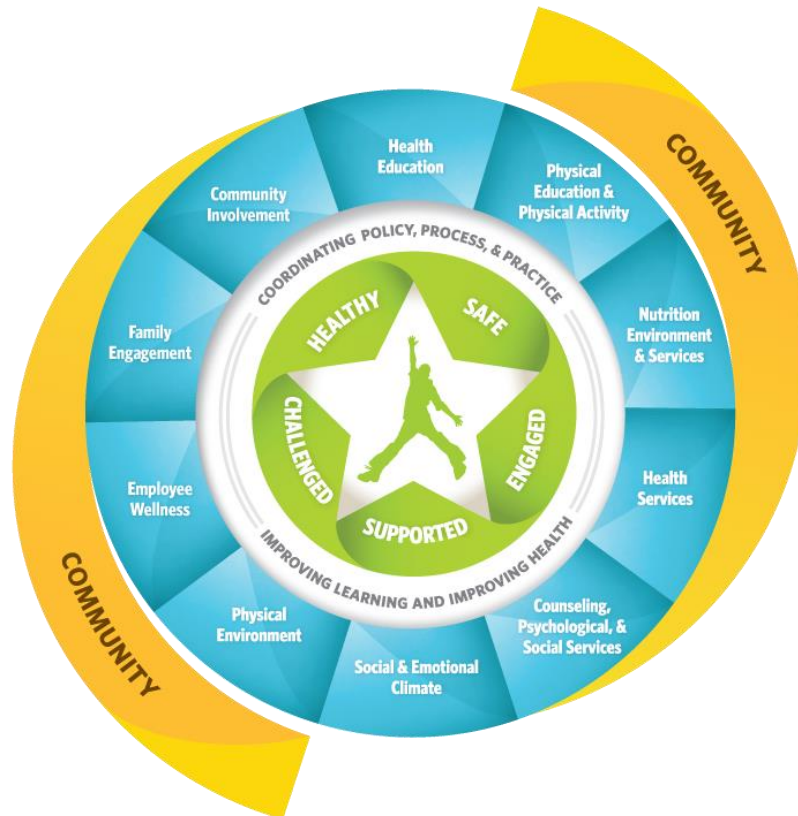 COMMUNITY
Health
Education
Physical
Education &
Physical Activity
Nutrition
Environment
& Services
Health
Services
Counseling,
Psychological, &
Social Services
Social & Emotional
Climate
Physical
Environment
Employee
Wellness
Family
Engagement
Community
Involvement
COORDINATING POLICY, PROCESS, & PRACTICE
IMPROVING LEARNING AND IMPROVING HEALTH
HEALTHY
SAFE
ENGAGED
SUPPORTED
CHALLENGED
COMMUNITY